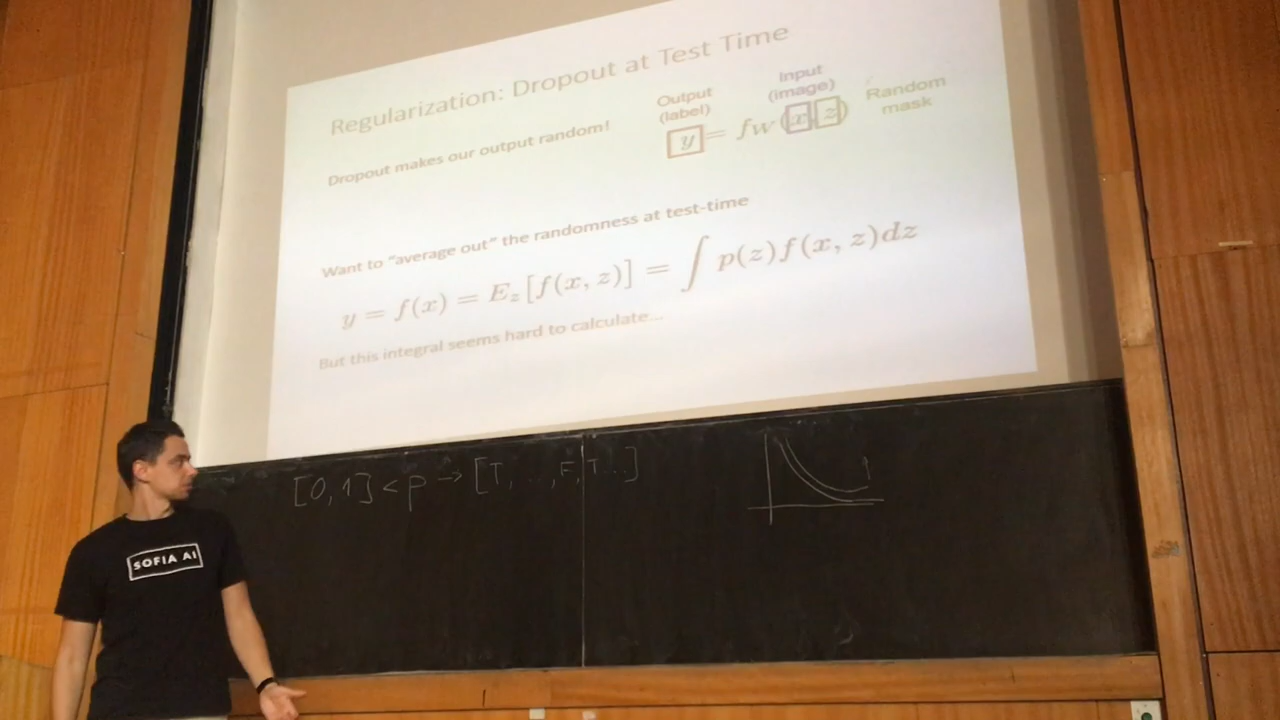 Regularization: Dropout at Test Time
Dropout makes our output random!
Output
(label)
Input
(image)
Random
mask
y = fW(x, z)
Want to "average out" the randomness at test-time
y = f(x) = Ez[f(x, z)] = ∫ p(z)f(x, z)dz
But this integral seems hard to calculate...
[0,1] < p → [T, ..., F, T...]
SOFIA AI